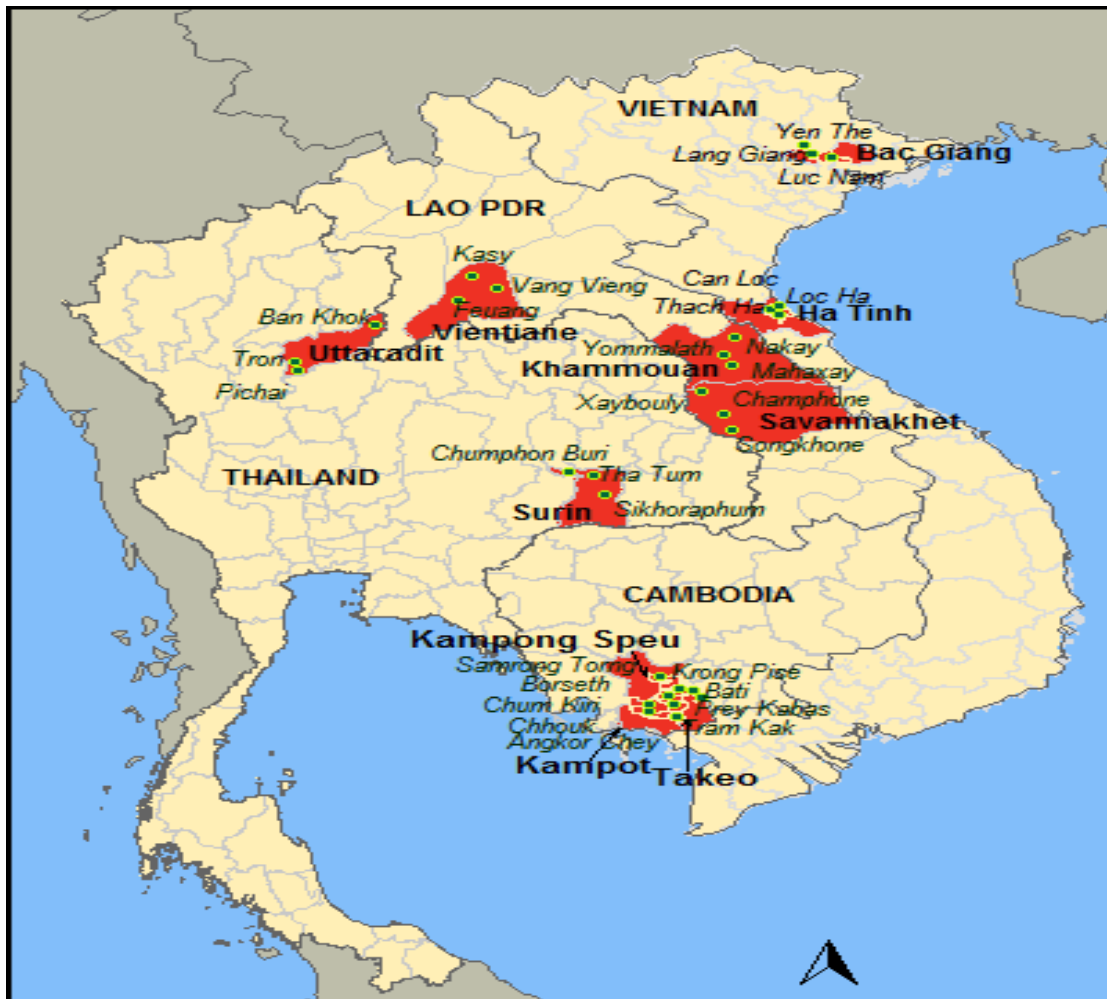 VIETNAM
Yen The
Lang Giang
Bac Giang
Luc Nam
LAO PDR
Kasy
Vang Vieng
Can Loc
Loc Ha
Thach Ha
Ha Tinh
Ban Khok
Feuang
Vientiane
Tron
Uttaradit
Pichai
Yommalath
Nakay
Khammouan
Mahaxay
Xaybouly
Champhone
Savannakhet
Songkhone
Chumphon Buri
THAILAND
Tha Tum
Surin
Sikhoraphum
CAMBODIA
Kampong Speu
Samrong Torng
Krong Pise
Borseth
Bati
Chum Kiri
Prey Kabas
Chhouk
Tram Kak
Angkor Chey
Kampot
Takeo